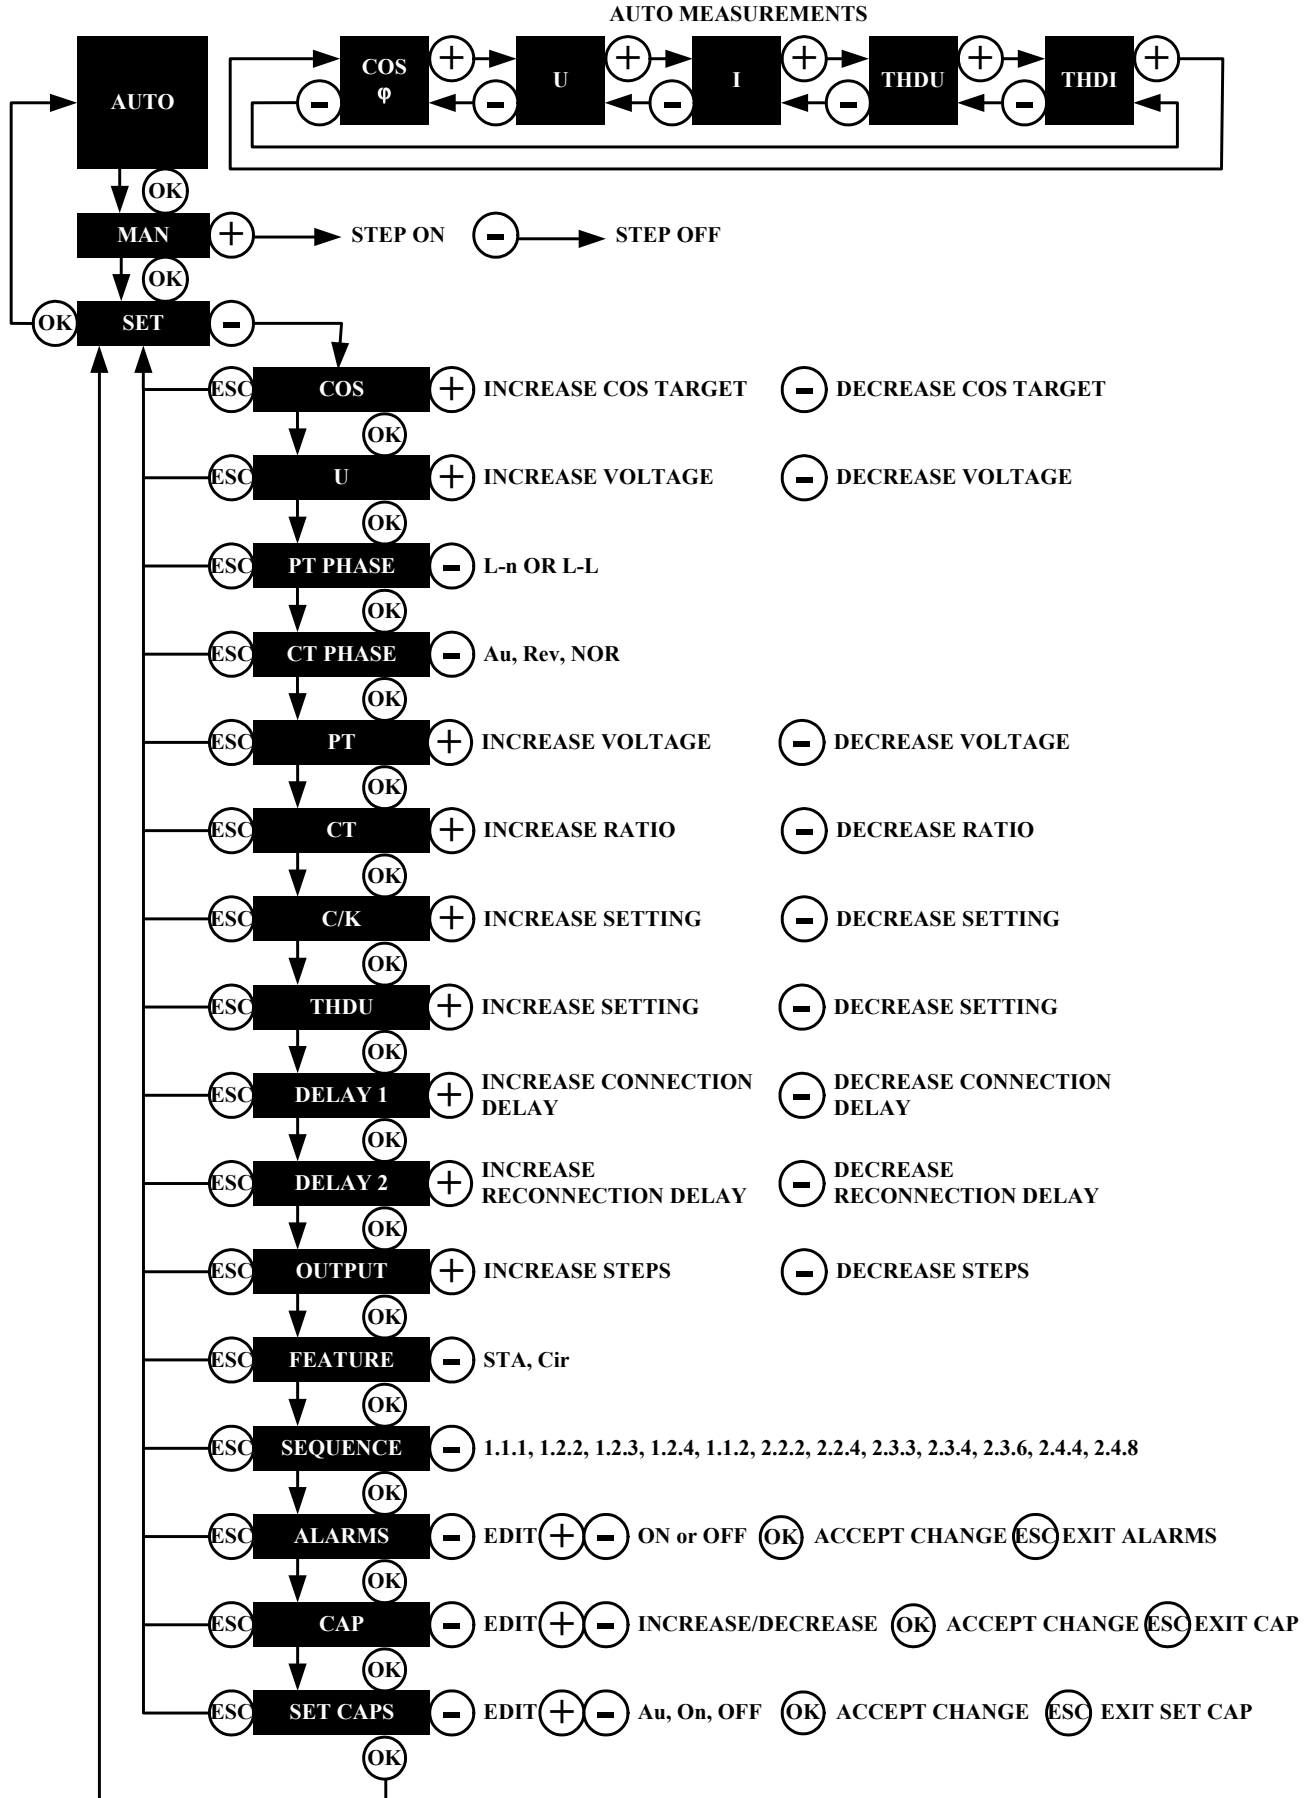 AUTO MEASUREMENTS
AUTO
COS φ + U + I + THDU + THDI +
- - - - -
OK
MAN + STEP ON - STEP OFF
OK
OK SET -
ESC COS + INCREASE COS TARGET - DECREASE COS TARGET
OK
ESC U + INCREASE VOLTAGE - DECREASE VOLTAGE
OK
ESC PT PHASE - L-n OR L-L
OK
ESC CT PHASE - Au, Rev, NOR
OK
ESC PT + INCREASE VOLTAGE - DECREASE VOLTAGE
OK
ESC CT + INCREASE RATIO - DECREASE RATIO
OK
ESC C/K + INCREASE SETTING - DECREASE SETTING
OK
ESC THDU + INCREASE SETTING - DECREASE SETTING
OK
ESC DELAY 1 + INCREASE CONNECTION DELAY - DECREASE CONNECTION DELAY
OK
ESC DELAY 2 + INCREASE RECONNECTION DELAY - DECREASE RECONNECTION DELAY
OK
ESC OUTPUT + INCREASE STEPS - DECREASE STEPS
OK
ESC FEATURE - STA, Cir
OK
ESC SEQUENCE - 1.1.1, 1.2.2, 1.2.3, 1.2.4, 1.1.2, 2.2.2, 2.2.4, 2.3.3, 2.3.4, 2.3.6, 2.4.4, 2.4.8
OK
ESC ALARMS - EDIT + - ON or OFF OK ACCEPT CHANGE ESC EXIT ALARMS
OK
ESC CAP - EDIT + - INCREASE/DECREASE OK ACCEPT CHANGE ESC EXIT CAP
OK
ESC SET CAPS - EDIT + - Au, On, OFF OK ACCEPT CHANGE ESC EXIT SET CAP
OK